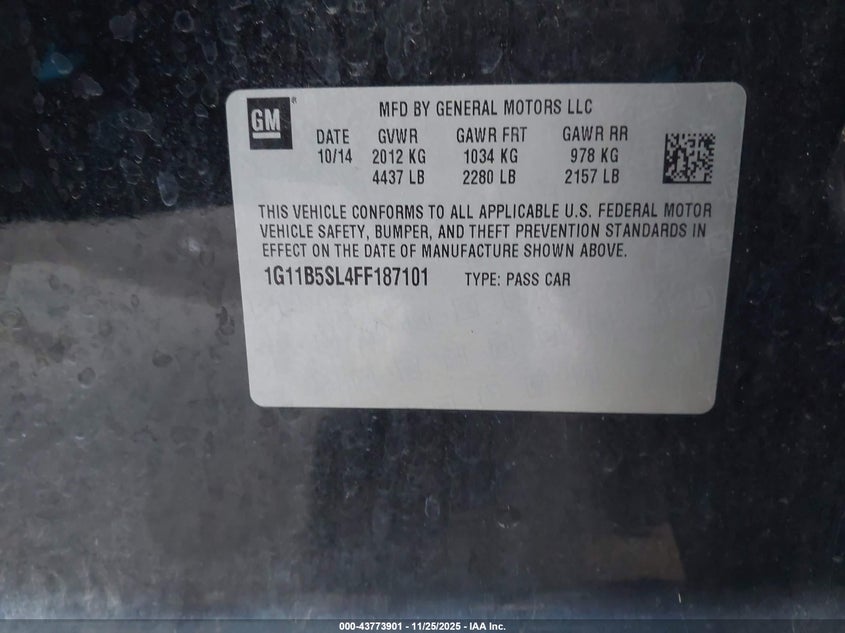 GM ®
MFD BY GENERAL MOTORS LLC
DATE GVWR GAWR FRT GAWR RR
10/14 2012 KG 1034 KG 978 KG
4437 LB 2280 LB 2157 LB
THIS VEHICLE CONFORMS TO ALL APPLICABLE U.S. FEDERAL MOTOR
VEHICLE SAFETY, BUMPER, AND THEFT PREVENTION STANDARDS IN
EFFECT ON THE DATE OF MANUFACTURE SHOWN ABOVE.
1G11B5SL4FF187101 TYPE: PASS CAR
000-43773901 - 11/25/2025 - IAA Inc.